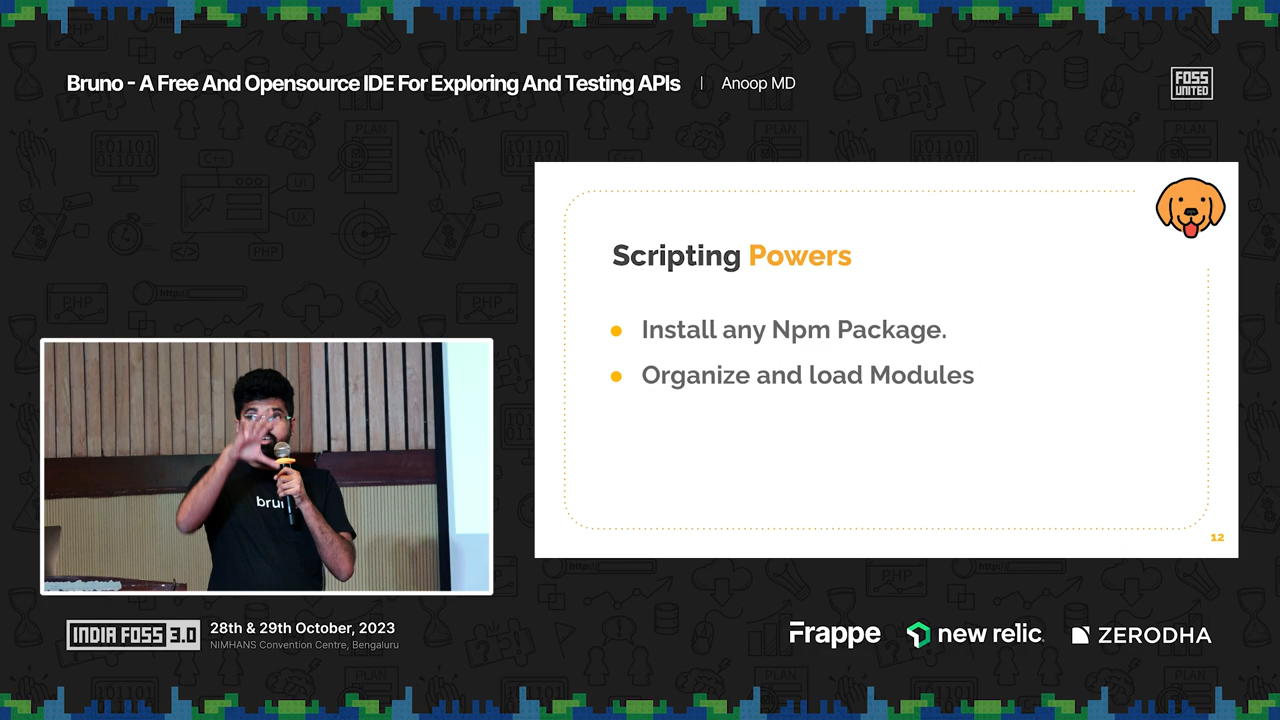 Bruno - A Free And Opensource IDE For Exploring And Testing APIs | Anoop MD
FOSS
UNITED
Scripting Powers
Install any Npm Package.
Organize and load Modules
12
bru
INDIA FOSS 3.0
28th & 29th October, 2023
NIMHANS Convention Centre, Bengaluru
Frappe
new relic
ZERODHA